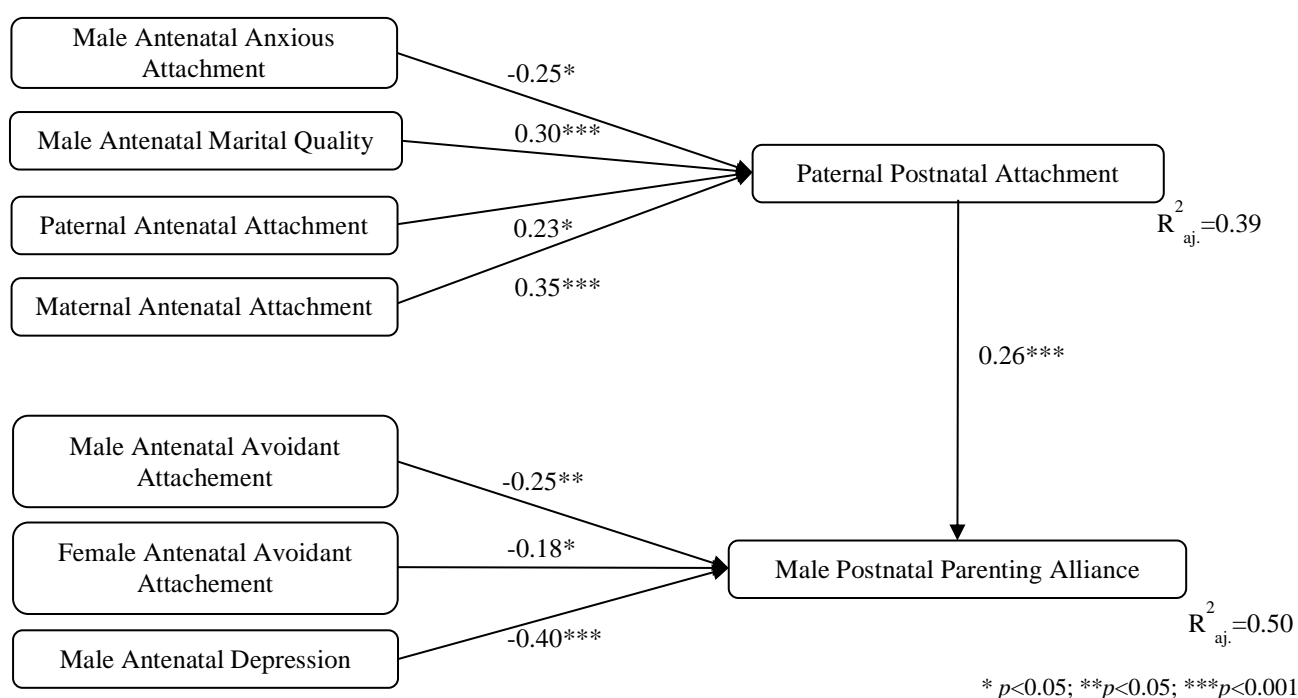 Male Antenatal Anxious
Attachment
-0.25*
Male Antenatal Marital Quality
0.30***
Paternal Postnatal Attachment
Paternal Antenatal Attachment
0.23*
R²aj.=0.39
Maternal Antenatal Attachment
0.35***
0.26***
Male Antenatal Avoidant
Attachement
-0.25**
Female Antenatal Avoidant
Attachement
-0.18*
Male Postnatal Parenting Alliance
R²aj.=0.50
Male Antenatal Depression
-0.40***
* p<0.05; **p<0.05; ***p<0.001